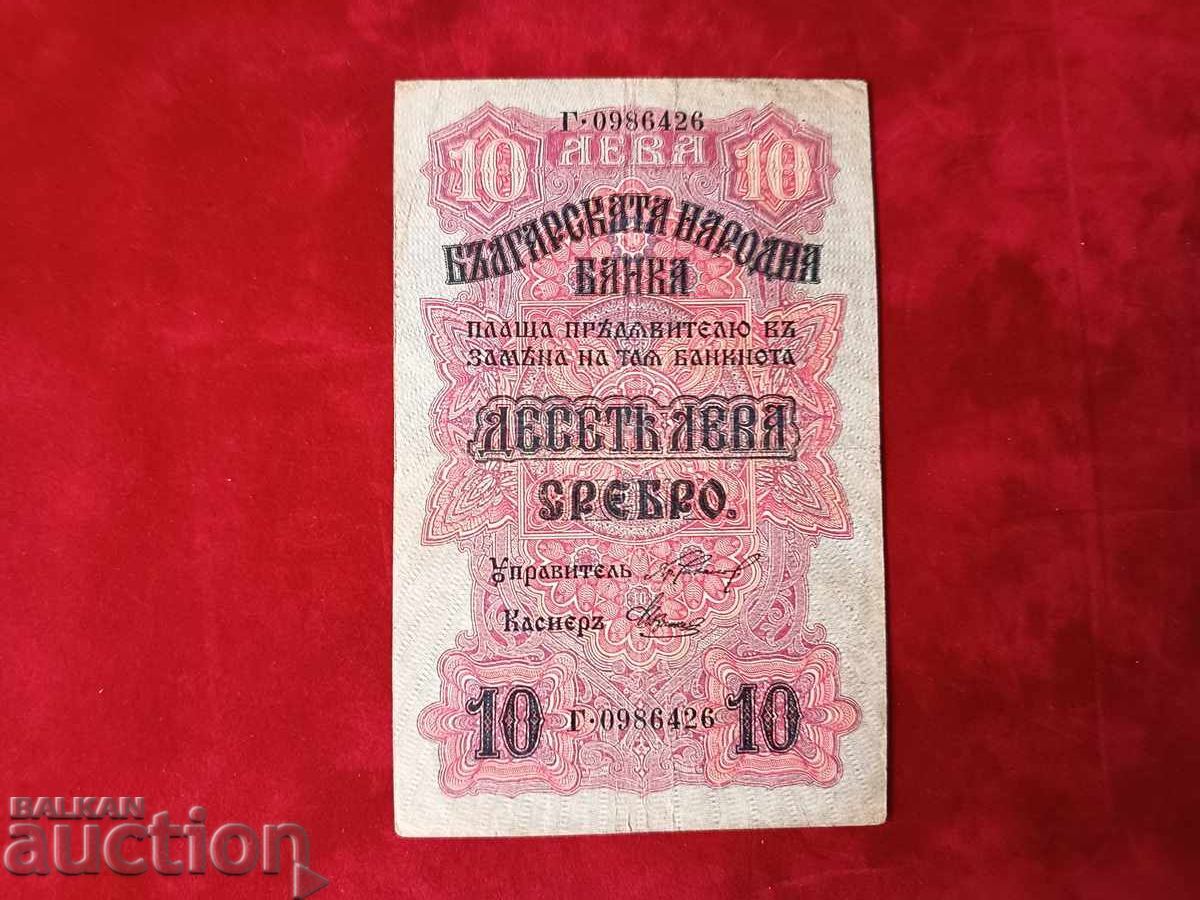 Г·0986426
10 ЛЕВА 10
БЪЛГАРСКАТА НАРОДНА
БАНКА
ПЛАЩА ПРѢДЯВИТЕЛЮ ВЪ
ЗАМѢНА НА ТАЯ БАНКНОТА
ДЕСЕТЬ ЛЕВА
СРЕБРО.
Управитель
Касиеръ
10 Г·0986426 10
BALKAN
auction